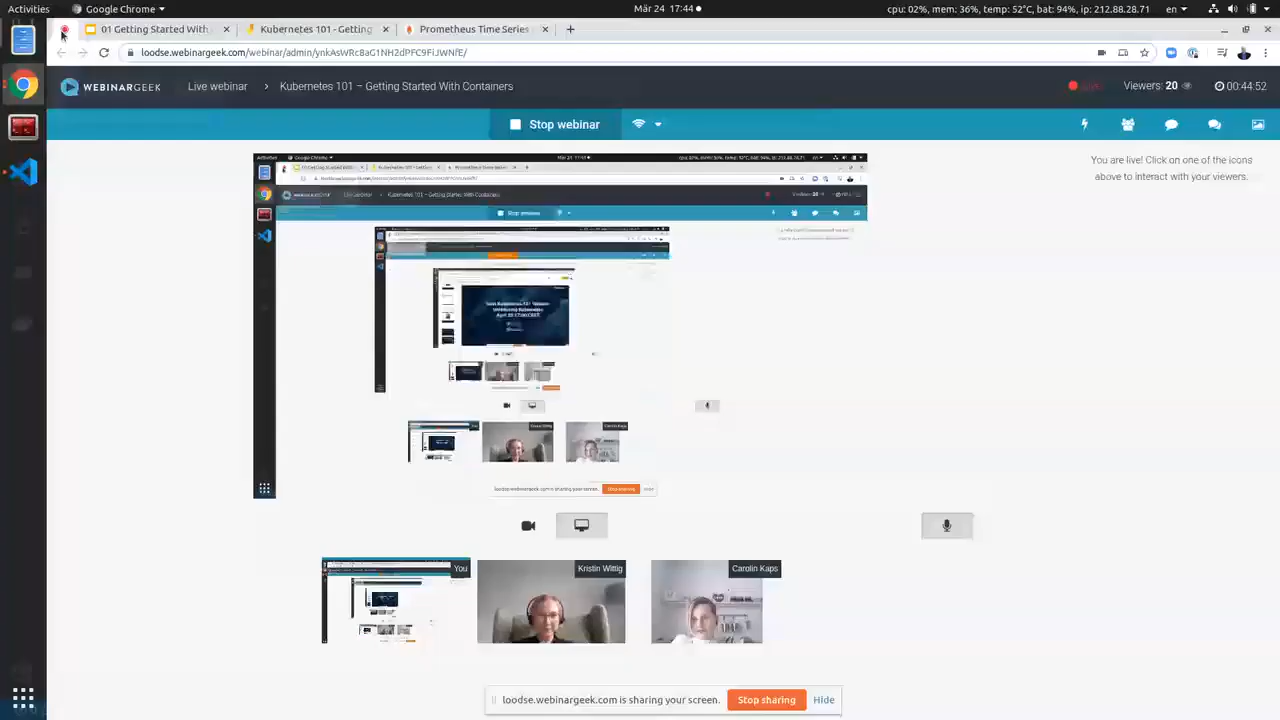 Activities
Google Chrome
Mär 24 17:44
cpu: 02%, mem: 36%, temp: 52°C, bat: 94%, ip: 212.88.28.71
en
01 Getting Started With
Kubernetes 101 - Getting
Prometheus Time Series
loodse.webinargeek.com/webinar/admin/ynkAsWRc8aG1NH2dPFC9FiJWNfE/
WEBINARGEEK
Live webinar
Kubernetes 101 – Getting Started With Containers
Viewers: 20
00:44:52
Stop webinar
You are live! Click on one of the icons
above to interact with your viewers.
You
Kristin Wittig
Carolin Kaps
loodse.webinargeek.com is sharing your screen.
Stop sharing
Hide